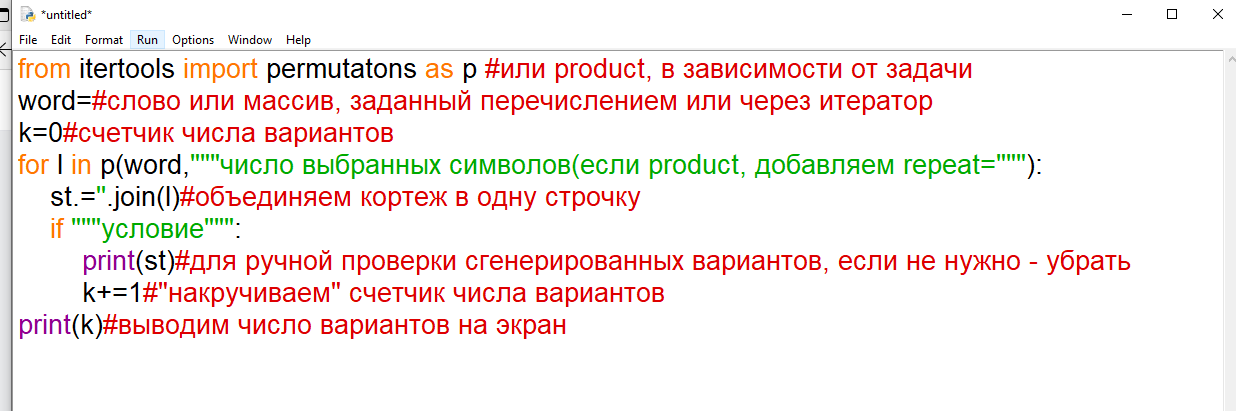 *untitled*
File Edit Format Run Options Window Help
from itertools import permutatons as p #или product, в зависимости от задачи
word=#слово или массив, заданный перечислением или через итератор
k=0#счетчик числа вариантов
for l in p(word,"""число выбранных символов(если product, добавляем repeat="""):
st.=''.join(l)#объединяем кортеж в одну строчку
if """условие""":
print(st)#для ручной проверки сгенерированных вариантов, если не нужно - убрать
k+=1#"накручиваем" счетчик числа вариантов
print(k)#выводим число вариантов на экран